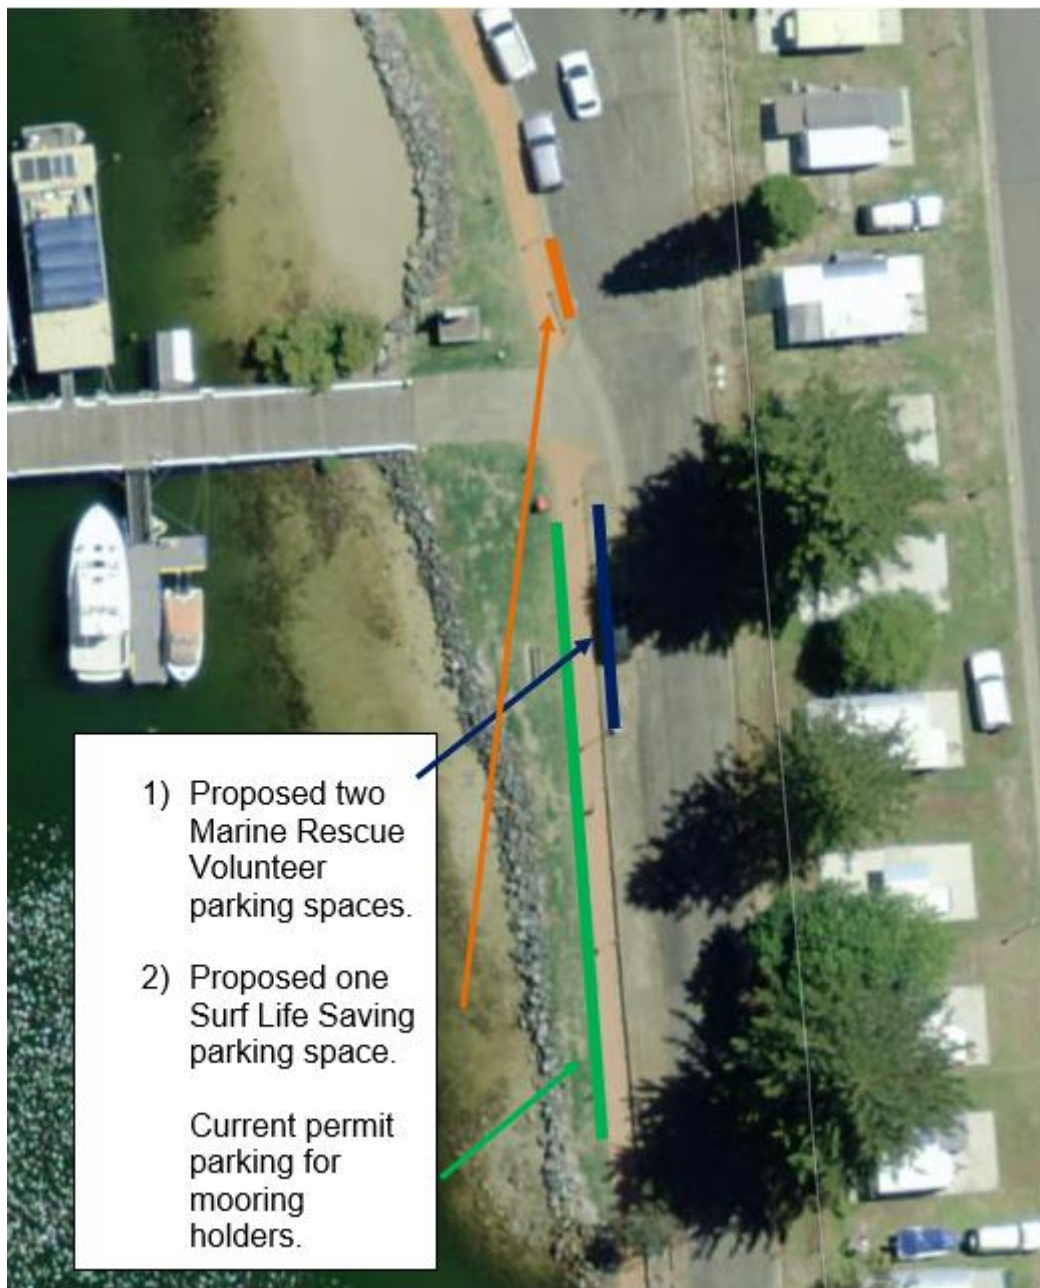 1) Proposed two
Marine Rescue
Volunteer
parking spaces.
2) Proposed one
Surf Life Saving
parking space.
Current permit
parking for
mooring
holders.